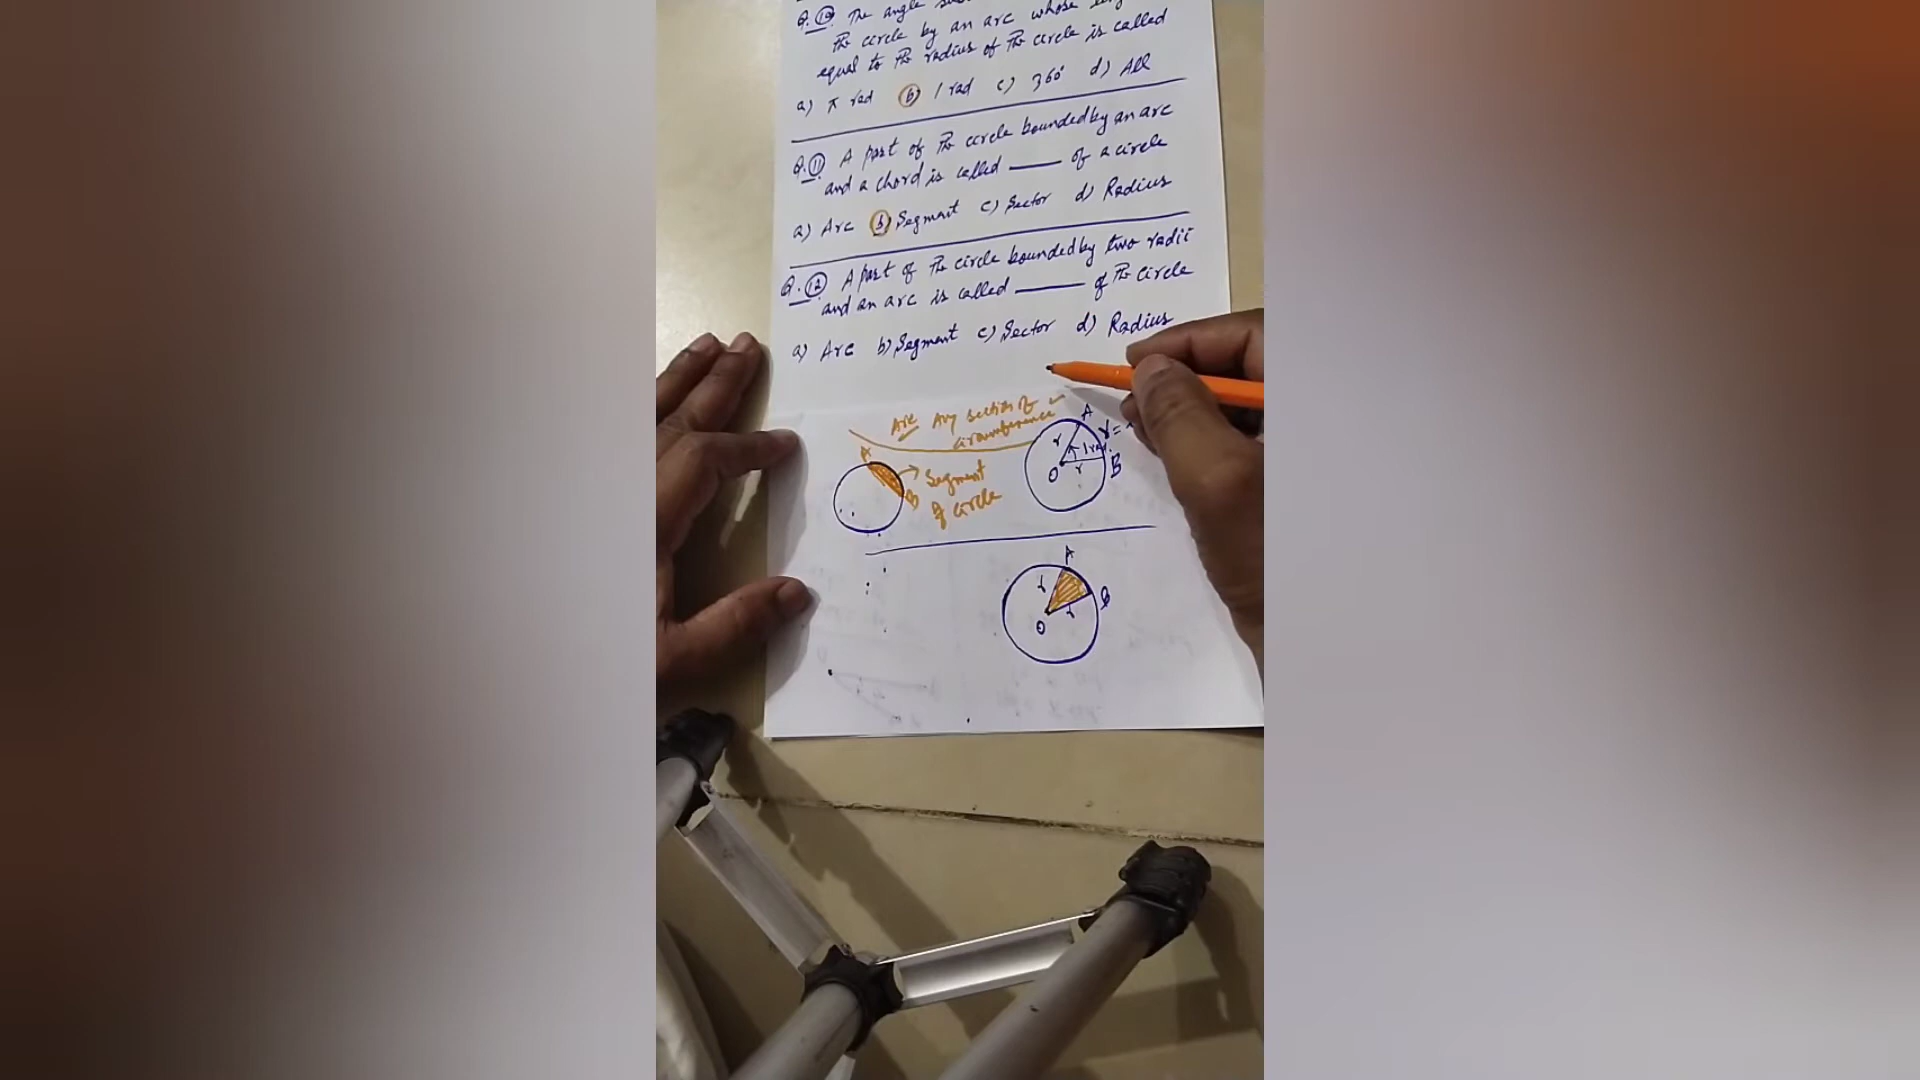 Q.10 The angle
The circle by an arc whose
equal to The radius of The circle is called
a) π rad b) 1 rad c) 360° d) All
Q.11 A part of The circle bounded by an arc
and a chord is called ____ of a circle
a) Arc b) Segment c) Sector d) Radius
Q.12 A part of The circle bounded by two radii
and an arc is called ____ of The circle
a) Arc b) Segment c) Sector d) Radius
Arc Any section of
circumference
A
B
Segment
of circle
A
r
1 rad.
r =
O
r
B
A
r
B
r
O